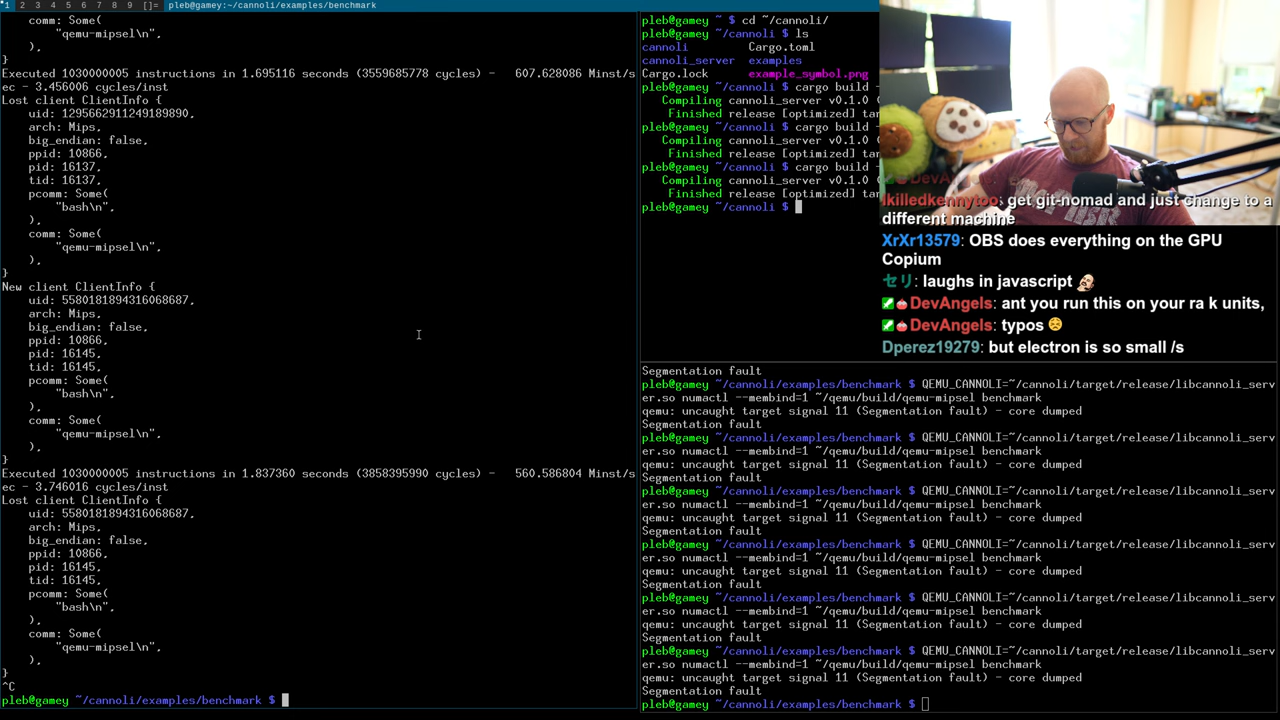 1 2 3 4 5 6 7 8 9 []= pleb@gamey:~/cannoli/examples/benchmark
    comm: Some(
        "qemu-mipsel\n",
    ),
}
Executed 1030000005 instructions in 1.695116 seconds (3559685778 cycles) -   607.628086 Minst/s
ec - 3.456006 cycles/inst
Lost client ClientInfo {
    uid: 1295662911249189890,
    arch: Mips,
    big_endian: false,
    ppid: 10866,
    pid: 16137,
    tid: 16137,
    pcomm: Some(
        "bash\n",
    ),
    comm: Some(
        "qemu-mipsel\n",
    ),
}
New client ClientInfo {
    uid: 5580181894316068687,
    arch: Mips,
    big_endian: false,
    ppid: 10866,
    pid: 16145,
    tid: 16145,
    pcomm: Some(
        "bash\n",
    ),
    comm: Some(
        "qemu-mipsel\n",
    ),
}
Executed 1030000005 instructions in 1.837360 seconds (3858395990 cycles) -   560.586804 Minst/s
ec - 3.746016 cycles/inst
Lost client ClientInfo {
    uid: 5580181894316068687,
    arch: Mips,
    big_endian: false,
    ppid: 10866,
    pid: 16145,
    tid: 16145,
    pcomm: Some(
        "bash\n",
    ),
    comm: Some(
        "qemu-mipsel\n",
    ),
}
^C
pleb@gamey ~/cannoli/examples/benchmark $
pleb@gamey ~ $ cd ~/cannoli/
pleb@gamey ~/cannoli $ ls
cannoli         Cargo.toml
cannoli_server  examples
Cargo.lock      example_symbol.png
pleb@gamey ~/cannoli $ cargo build -
   Compiling cannoli_server v0.1.0 (
    Finished release [optimized] tar
pleb@gamey ~/cannoli $ cargo build -
   Compiling cannoli_server v0.1.0 (
    Finished release [optimized] tar
pleb@gamey ~/cannoli $ cargo build -
   Compiling cannoli_server v0.1.0 (
    Finished release [optimized] tar
pleb@gamey ~/cannoli $
DevAngels:
lkilledkennytoo: get git-nomad and just change to a
different machine
XrXr13579: OBS does everything on the GPU
Copium
セリ: laughs in javascript
DevAngels: ant you run this on your ra k units,
DevAngels: typos
Dperez19279: but electron is so small /s
Segmentation fault
pleb@gamey ~/cannoli/examples/benchmark $ QEMU_CANNOLI=~/cannoli/target/release/libcannoli_serv
er.so numactl --membind=1 ~/qemu/build/qemu-mipsel benchmark
qemu: uncaught target signal 11 (Segmentation fault) - core dumped
Segmentation fault
pleb@gamey ~/cannoli/examples/benchmark $ QEMU_CANNOLI=~/cannoli/target/release/libcannoli_serv
er.so numactl --membind=1 ~/qemu/build/qemu-mipsel benchmark
qemu: uncaught target signal 11 (Segmentation fault) - core dumped
Segmentation fault
pleb@gamey ~/cannoli/examples/benchmark $ QEMU_CANNOLI=~/cannoli/target/release/libcannoli_serv
er.so numactl --membind=1 ~/qemu/build/qemu-mipsel benchmark
qemu: uncaught target signal 11 (Segmentation fault) - core dumped
Segmentation fault
pleb@gamey ~/cannoli/examples/benchmark $ QEMU_CANNOLI=~/cannoli/target/release/libcannoli_serv
er.so numactl --membind=1 ~/qemu/build/qemu-mipsel benchmark
qemu: uncaught target signal 11 (Segmentation fault) - core dumped
Segmentation fault
pleb@gamey ~/cannoli/examples/benchmark $ QEMU_CANNOLI=~/cannoli/target/release/libcannoli_serv
er.so numactl --membind=1 ~/qemu/build/qemu-mipsel benchmark
qemu: uncaught target signal 11 (Segmentation fault) - core dumped
Segmentation fault
pleb@gamey ~/cannoli/examples/benchmark $ QEMU_CANNOLI=~/cannoli/target/release/libcannoli_serv
er.so numactl --membind=1 ~/qemu/build/qemu-mipsel benchmark
qemu: uncaught target signal 11 (Segmentation fault) - core dumped
Segmentation fault
pleb@gamey ~/cannoli/examples/benchmark $